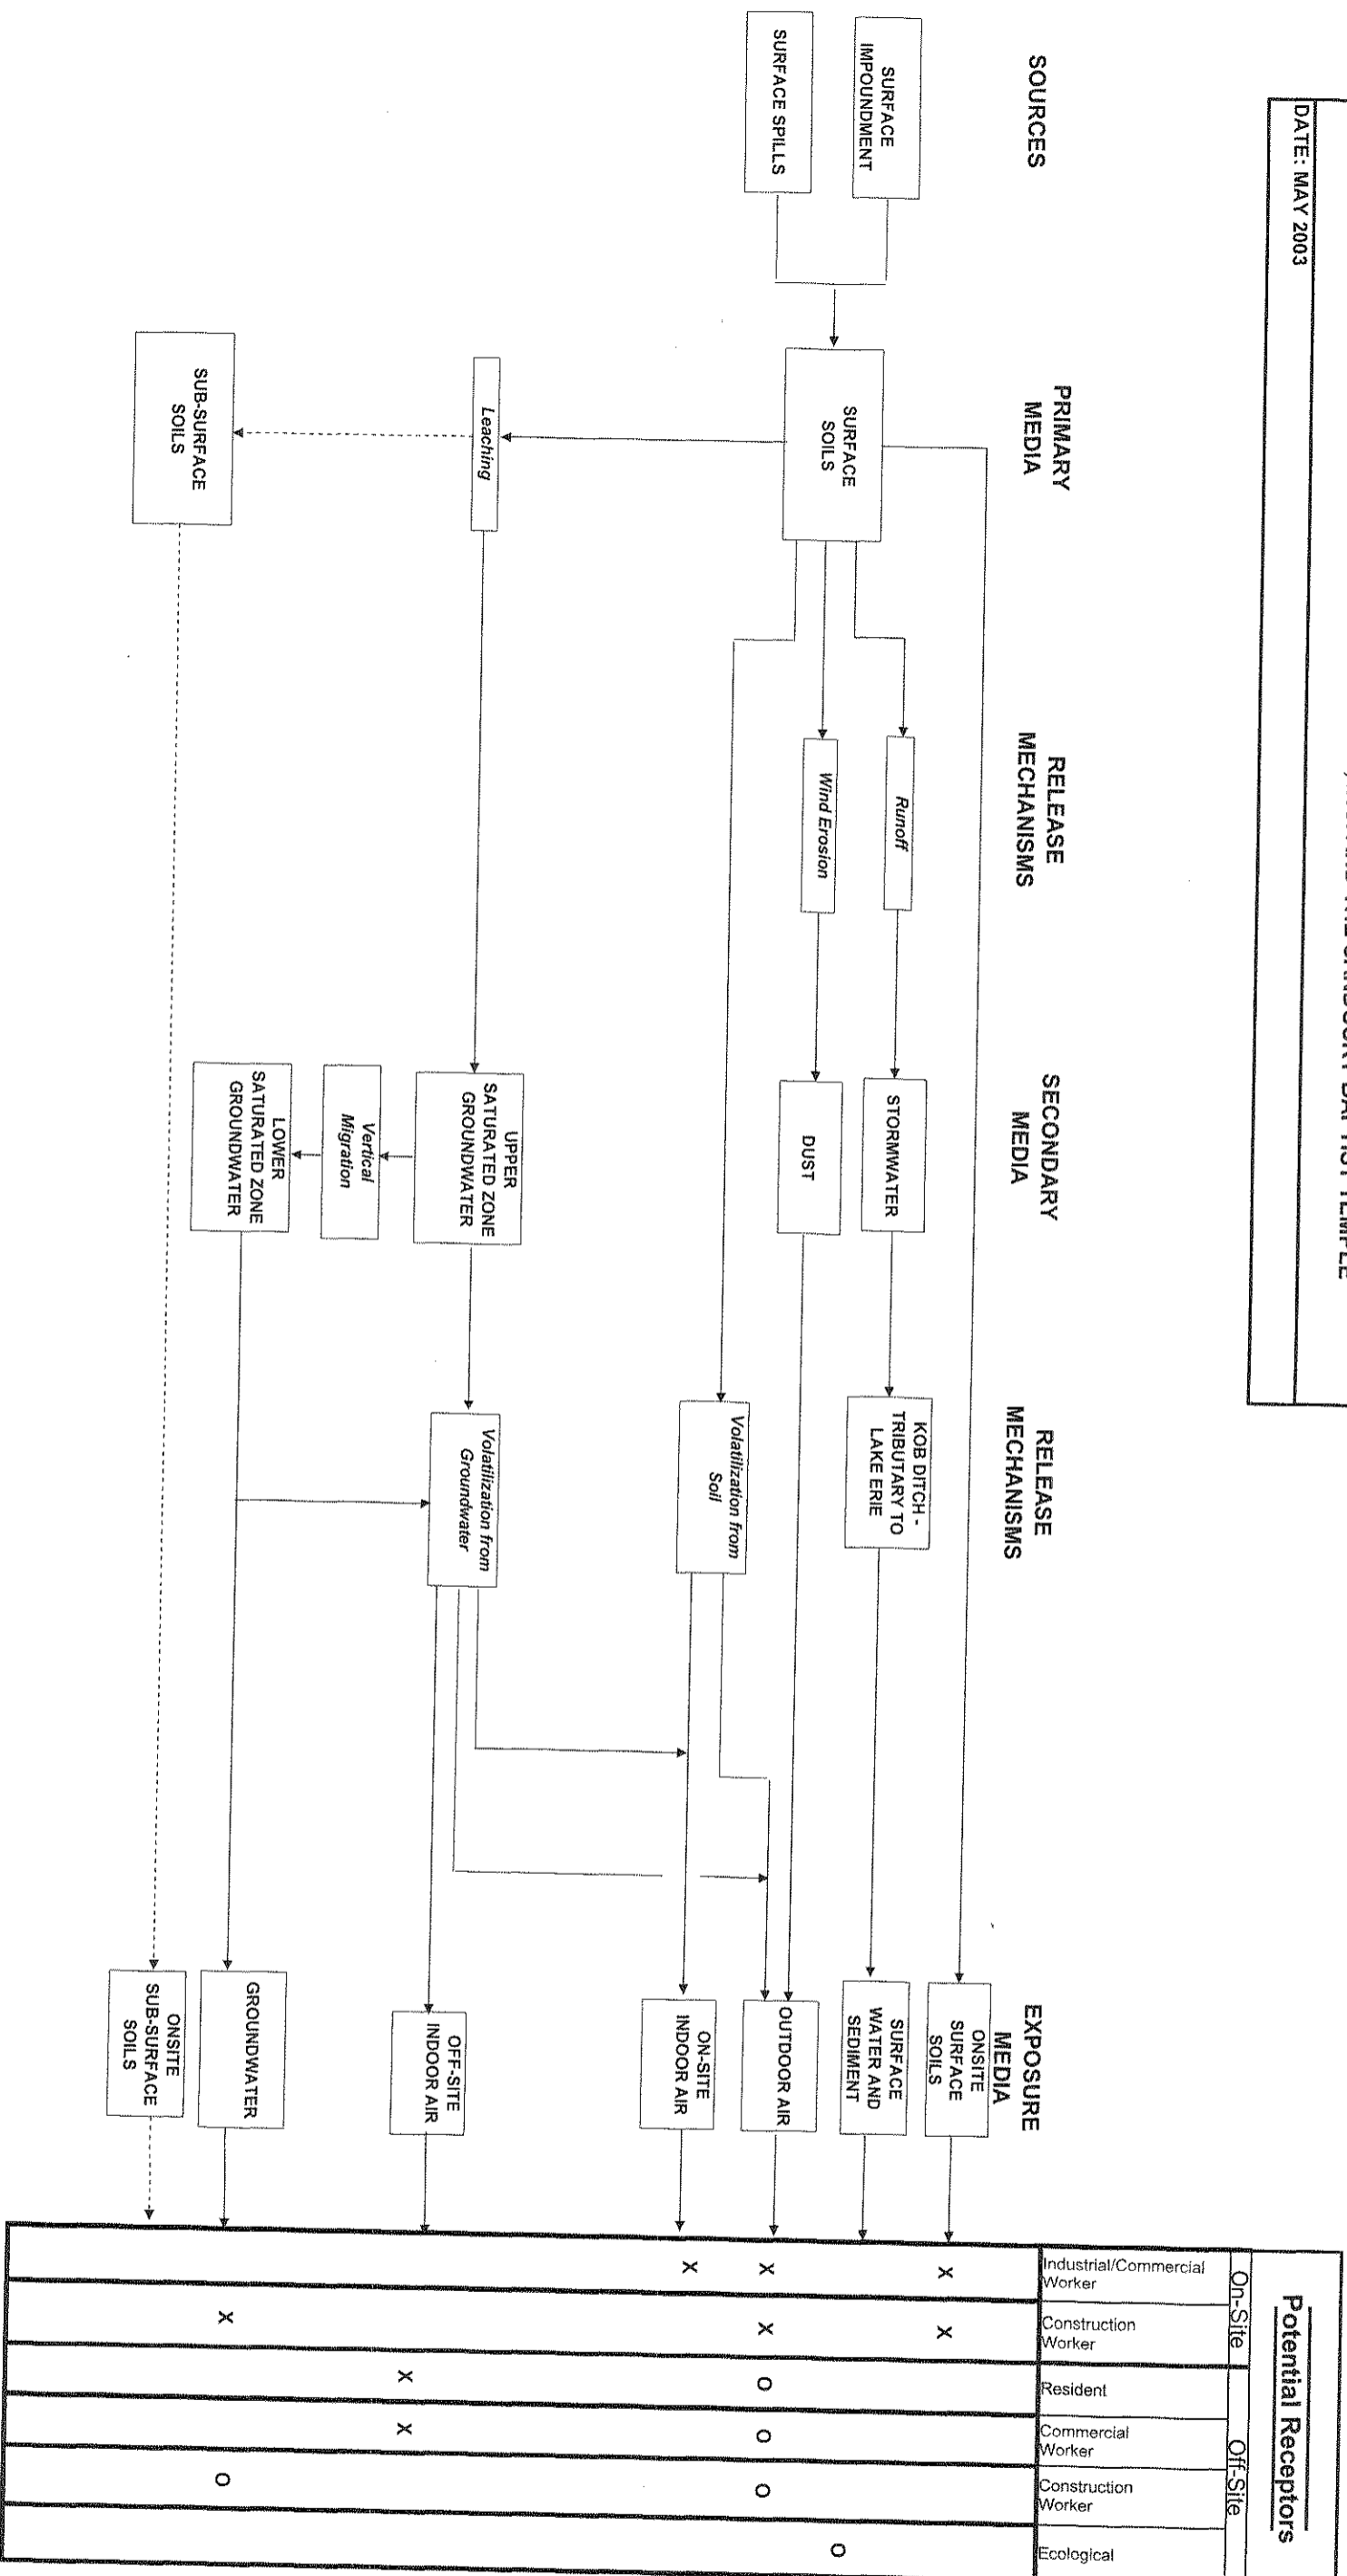 THE SANDUSKY BAPTIST TEMPLE
DATE: MAY 2003
SOURCES
PRIMARY
MEDIA
RELEASE
MECHANISMS
SECONDARY
MEDIA
RELEASE
MECHANISMS
EXPOSURE
MEDIA
Potential Receptors
On-Site
Off-Site
Industrial/Commercial
Worker
Construction
Worker
Resident
Commercial
Worker
Construction
Worker
Ecological
SURFACE
IMPOUNDMENT
SURFACE SPILLS
SURFACE
SOILS
Leaching
SUB-SURFACE
SOILS
Runoff
Wind Erosion
STORMWATER
DUST
UPPER
SATURATED ZONE
GROUNDWATER
Vertical
Migration
LOWER
SATURATED ZONE
GROUNDWATER
KOB DITCH -
TRIBUTARY TO
LAKE ERIE
Volatilization from
Soil
Volatilization from
Groundwater
ONSITE
SURFACE
SOILS
X X
SURFACE
WATER AND
SEDIMENT
O
OUTDOOR AIR
X X O O O
ON-SITE
INDOOR AIR
X
OFF-SITE
INDOOR AIR
X X
GROUNDWATER
X O
ONSITE
SUB-SURFACE
SOILS